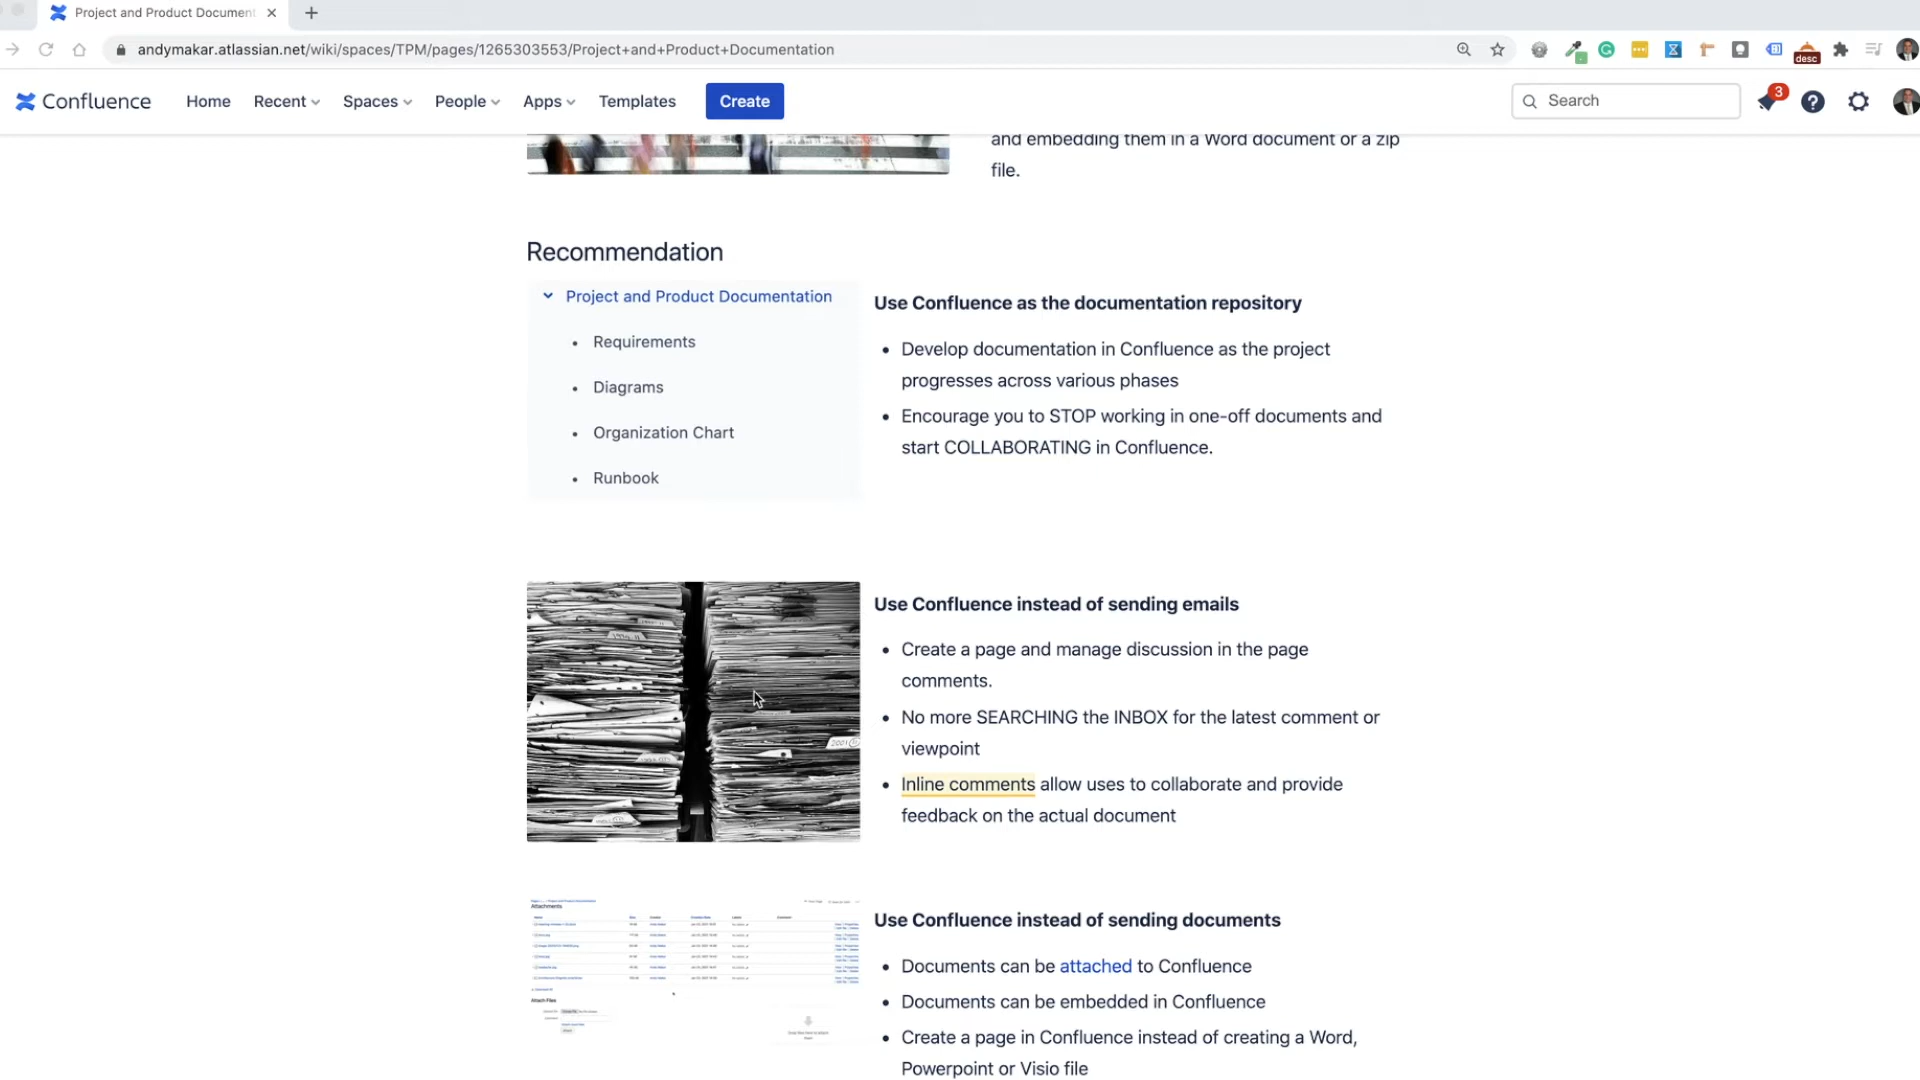 Project and Product Document
andymakar.atlassian.net/wiki/spaces/TPM/pages/1265303553/Project+and+Product+Documentation
desc
Confluence
Home
Recent
Spaces
People
Apps
Templates
Create
Search
3
and embedding them in a Word document or a zip
file.
Recommendation
Project and Product Documentation
• Requirements
• Diagrams
• Organization Chart
• Runbook
Use Confluence as the documentation repository
• Develop documentation in Confluence as the project
progresses across various phases
• Encourage you to STOP working in one-off documents and
start COLLABORATING in Confluence.
Use Confluence instead of sending emails
• Create a page and manage discussion in the page
comments.
• No more SEARCHING the INBOX for the latest comment or
viewpoint
• Inline comments allow uses to collaborate and provide
feedback on the actual document
Attachments
Attach Files
Use Confluence instead of sending documents
• Documents can be attached to Confluence
• Documents can be embedded in Confluence
• Create a page in Confluence instead of creating a Word,
Powerpoint or Visio file